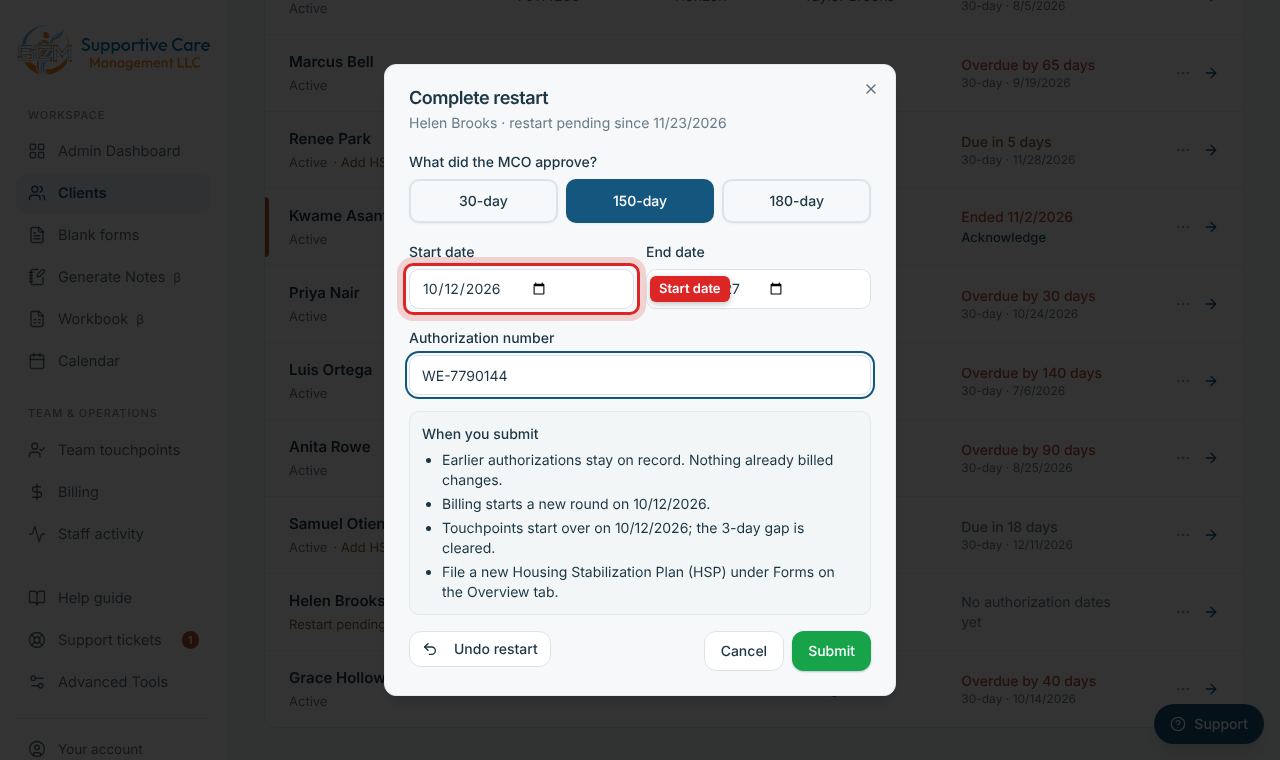 Supportive Care
Management LLC
WORKSPACE
Admin Dashboard
Clients
Blank forms
Generate Notes β
Workbook β
Calendar
TEAM & OPERATIONS
Team touchpoints
Billing
Staff activity
Help guide
Support tickets 1
Advanced Tools
Your account
Active
30-day · 8/5/2026
Marcus Bell
Active
Overdue by 65 days
30-day · 9/19/2026
Renee Park
Active · Add
Due in 5 days
30-day · 11/28/2026
Kwame
Active
Ended 11/2/2026
Acknowledge
Priya Nair
Active
Overdue by 30 days
30-day · 10/24/2026
Luis Ortega
Active
Overdue by 140 days
30-day · 7/6/2026
Anita Rowe
Active
Overdue by 90 days
30-day · 8/25/2026
Samuel
Active · Add
Due in 18 days
30-day · 12/11/2026
Helen Brooks
Restart pending
No authorization dates
yet
Grace
Active
Overdue by 40 days
30-day · 10/14/2026
Complete restart
Helen Brooks · restart pending since 11/23/2026
What did the MCO approve?
30-day
150-day
180-day
Start date
End date
10/12/2026
Start date
Authorization number
WE-7790144
When you submit
• Earlier authorizations stay on record. Nothing already billed
changes.
• Billing starts a new round on 10/12/2026.
• Touchpoints start over on 10/12/2026; the 3-day gap is
cleared.
• File a new Housing Stabilization Plan (HSP) under Forms on
the Overview tab.
Undo restart
Cancel
Submit
Support